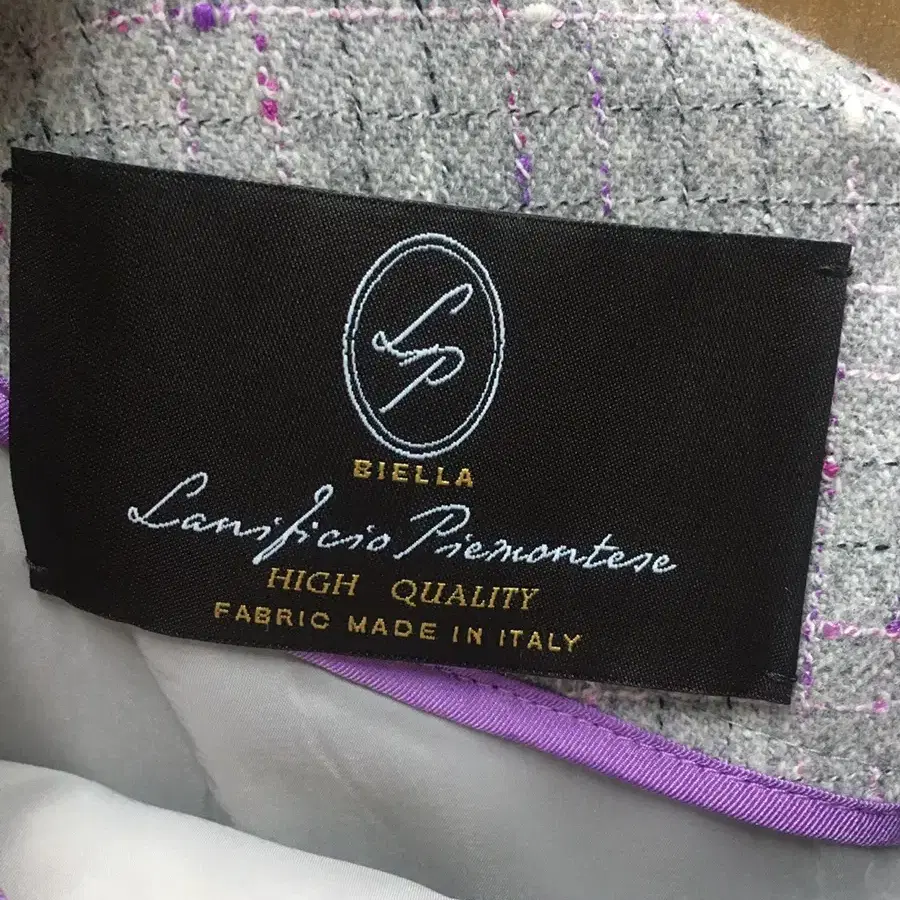 LP
BIELLA
Lanificio Piemontese
HIGH QUALITY
FABRIC MADE IN ITALY